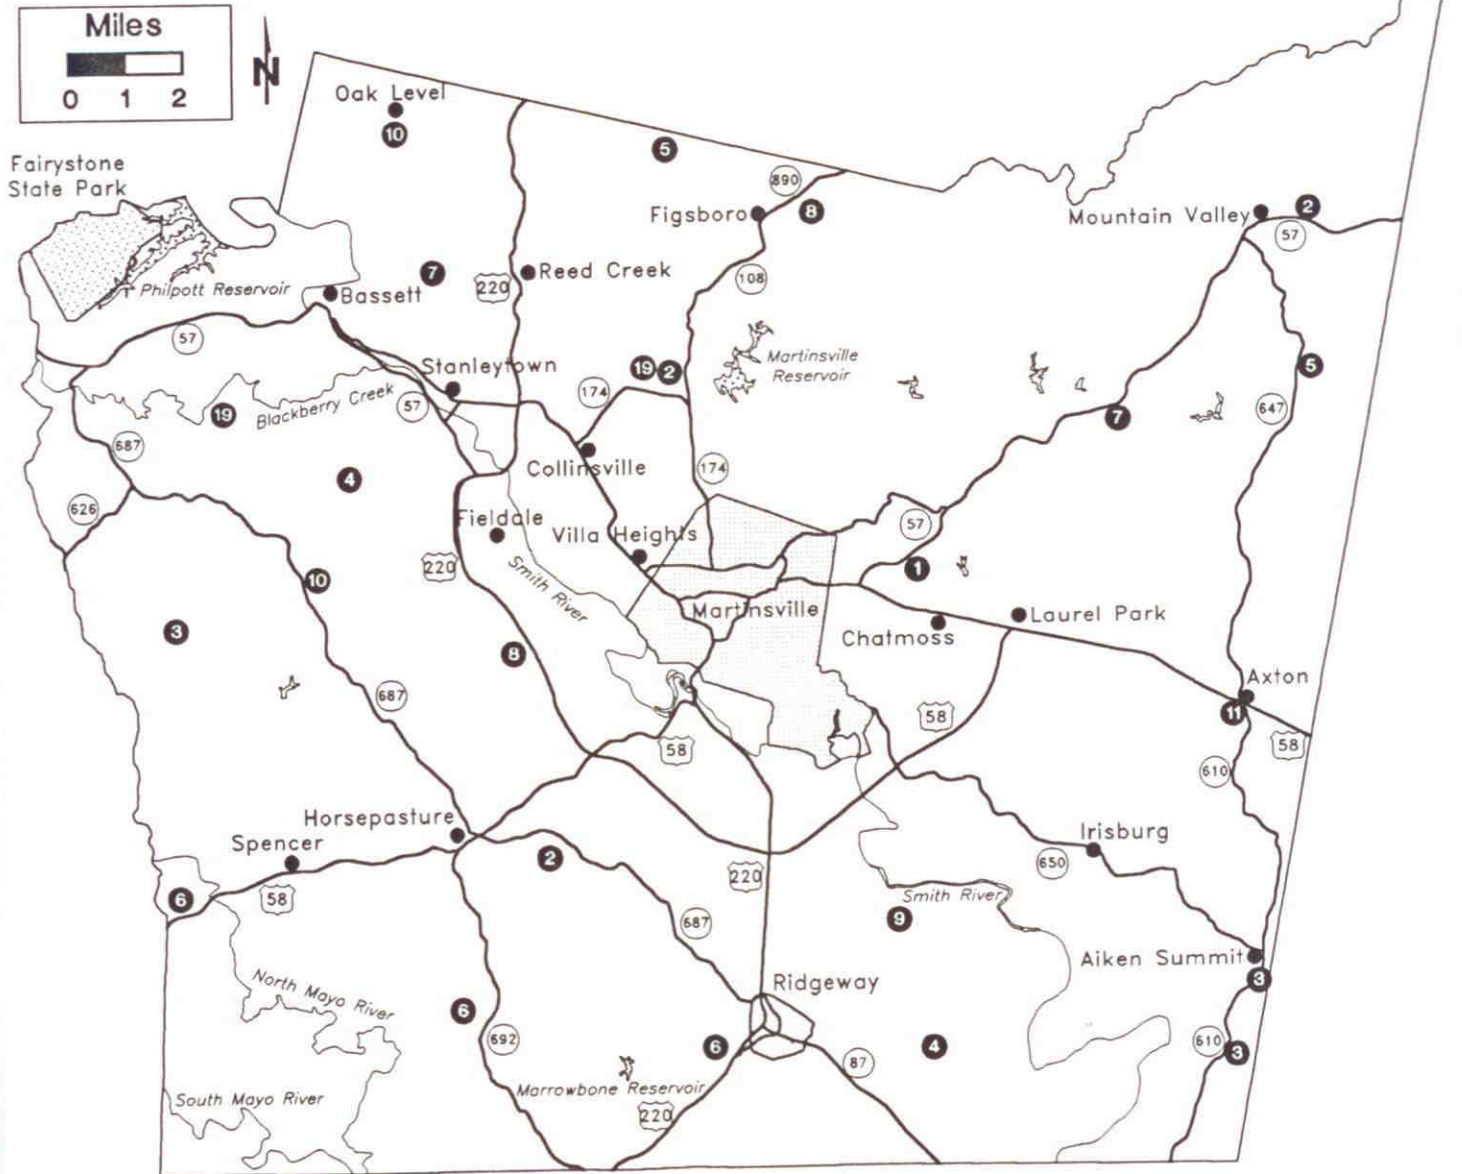 Miles
0 1 2
N
Oak Level
10
5
Fairystone
State Park
890
Figsboro
8
Mountain Valley
2
57
7
220
Reed Creek
108
Philpott Reservoir
Bassett
57
Stanleytown
19 2
Martinsville
Reservoir
5
174
19
Blackberry Creek
57
7
647
687
Collinsville
174
4
626
Fieldale
57
Villa Heights
220
Smith River
1
10
Martinsville
Laurel Park
3
Chatmoss
8
687
Axton
11
58
58
58
610
Horsepasture
Irisburg
Spencer
2
650
220
6
58
Smith River
9
687
Aiken Summit
3
North Mayo River
Ridgeway
6
692
6
4
610
3
87
Marrowbone Reservoir
South Mayo River
220